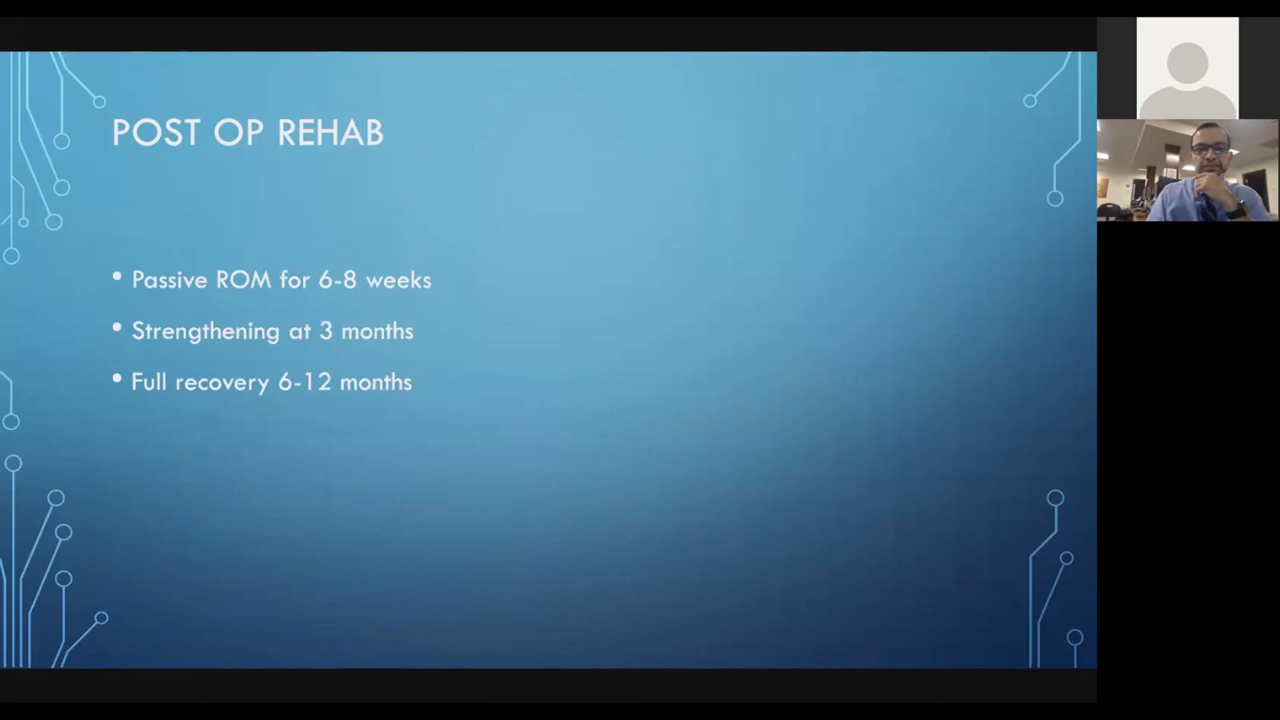 POST OP REHAB
• Passive ROM for 6-8 weeks
• Strengthening at 3 months
• Full recovery 6-12 months